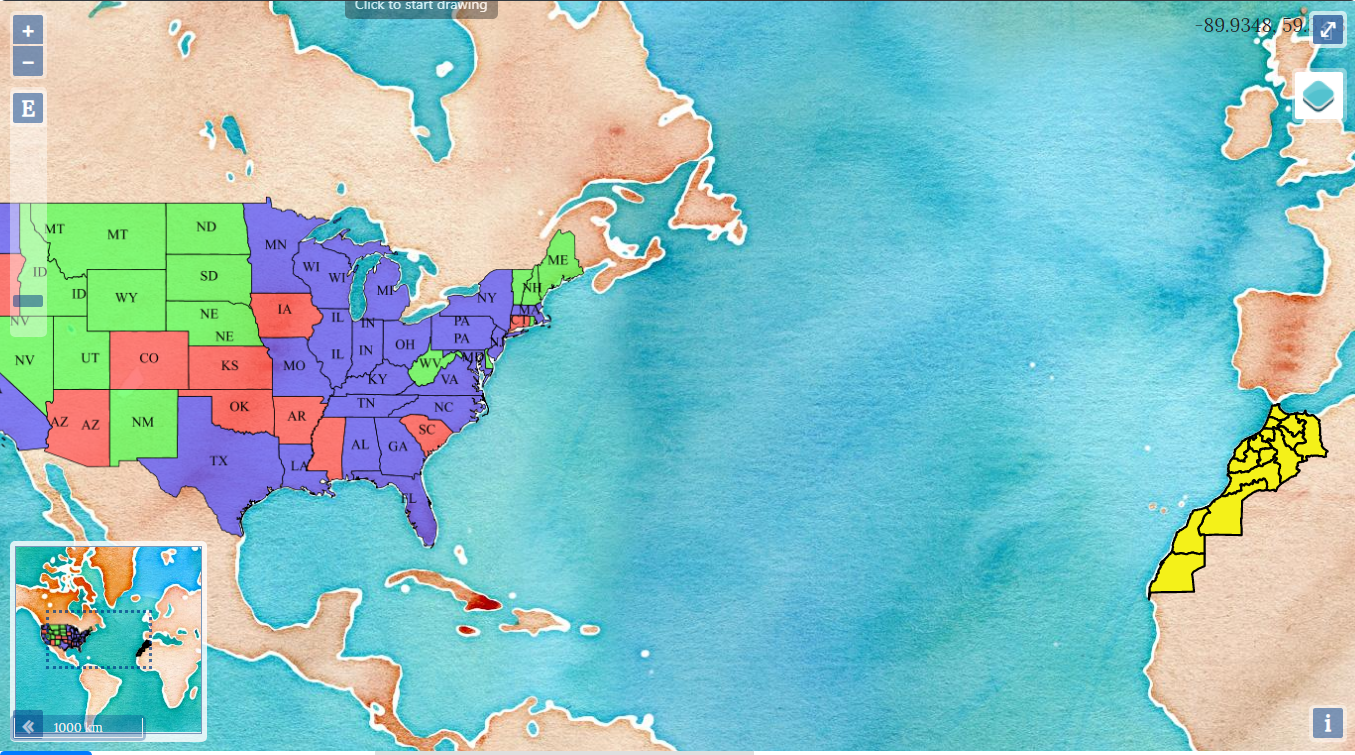 Click to start drawing
-89.9348, 59.
+
−
E
MT
MT
ND
MN
ME
WI
WI
ID
SD
MI
NH
ID
WY
NY
NE
IA
MA
NV
IL
IN
PA
CT
NE
PA
NJ
NV
UT
CO
KS
MO
IL
IN
OH
MD
WV
KY
VA
OK
AR
TN
NC
AZ
AZ
NM
SC
TX
LA
AL
GA
FL
1000 km
i